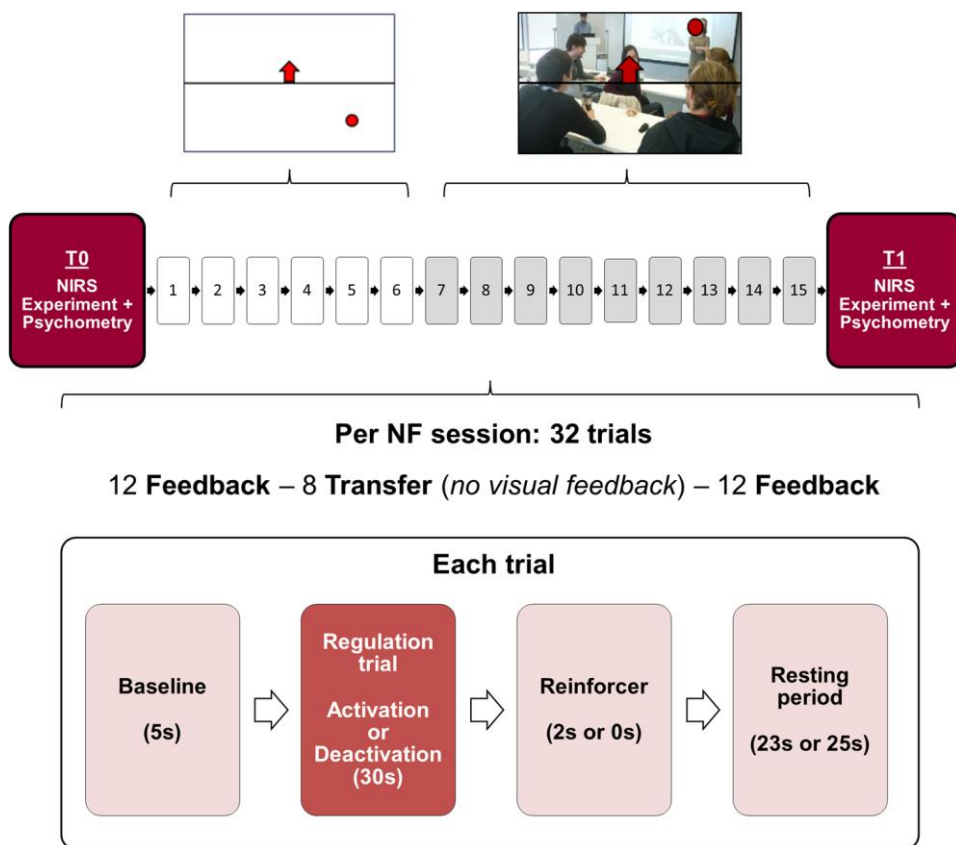 T0
NIRS
Experiment +
Psychometry
1 2 3 4 5 6 7 8 9 10 11 12 13 14 15
T1
NIRS
Experiment +
Psychometry
Per NF session: 32 trials
12 Feedback – 8 Transfer (no visual feedback) – 12 Feedback
Each trial
Baseline
(5s)
Regulation
trial
Activation
or
Deactivation
(30s)
Reinforcer
(2s or 0s)
Resting
period
(23s or 25s)